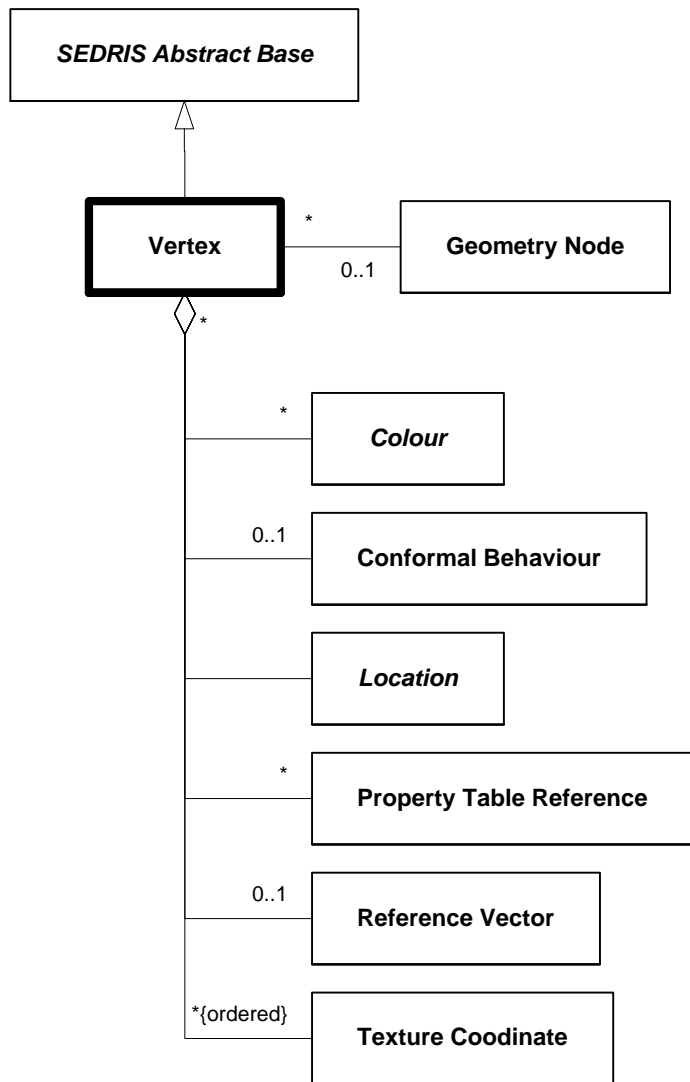 SEDRIS Abstract Base
Vertex
*
0..1
Geometry Node
*
*
Colour
0..1
Conformal Behaviour
Location
*
Property Table Reference
0..1
Reference Vector
*{ordered}
Texture Coodinate